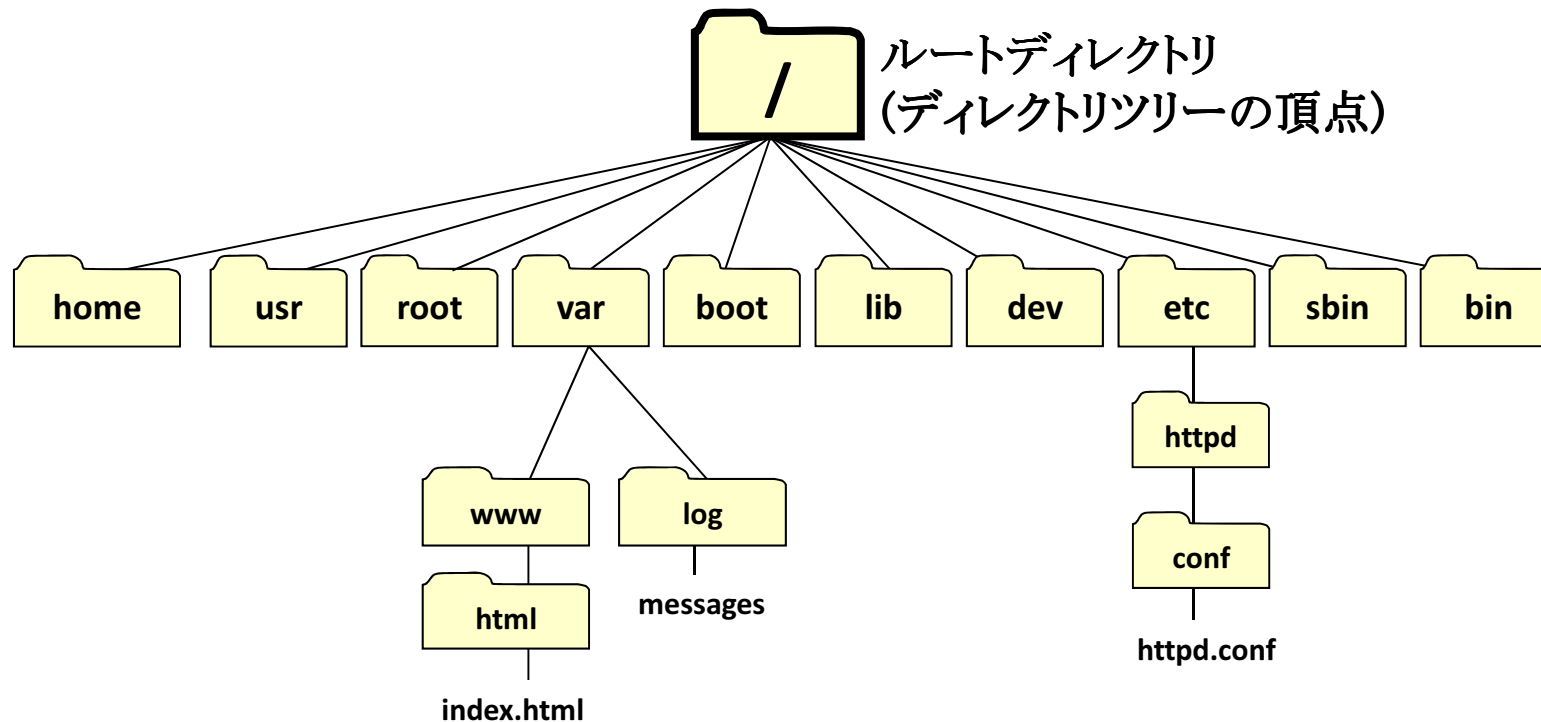 /
ルートディレクトリ
(ディレクトリツリーの頂点)
home
usr
root
var
boot
lib
dev
etc
sbin
bin
httpd
www
log
conf
messages
html
httpd.conf
index.html